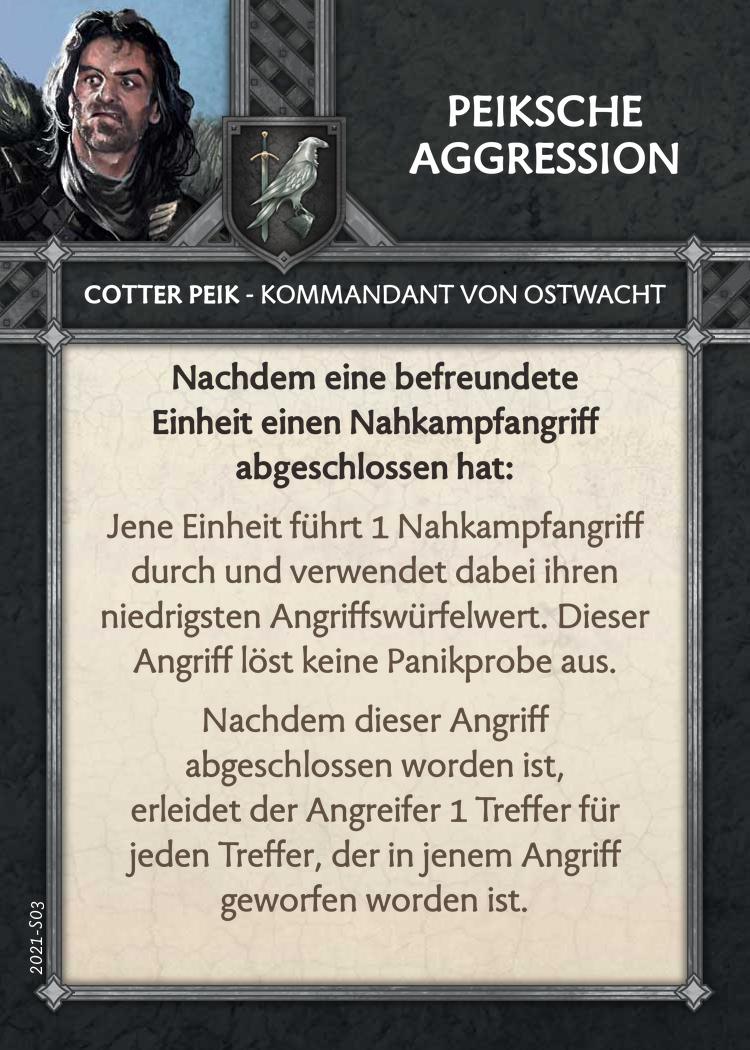 PEIKSCHE
AGGRESSION
COTTER PEIK - KOMMANDANT VON OSTWACHT
Nachdem eine befreundete
Einheit einen Nahkampfangriff
abgeschlossen hat:
Jene Einheit führt 1 Nahkampfangriff
durch und verwendet dabei ihren
niedrigsten Angriffswürfelwert. Dieser
Angriff löst keine Panikprobe aus.
Nachdem dieser Angriff
abgeschlossen worden ist,
erleidet der Angreifer 1 Treffer für
jeden Treffer, der in jenem Angriff
geworfen worden ist.
2021-S03